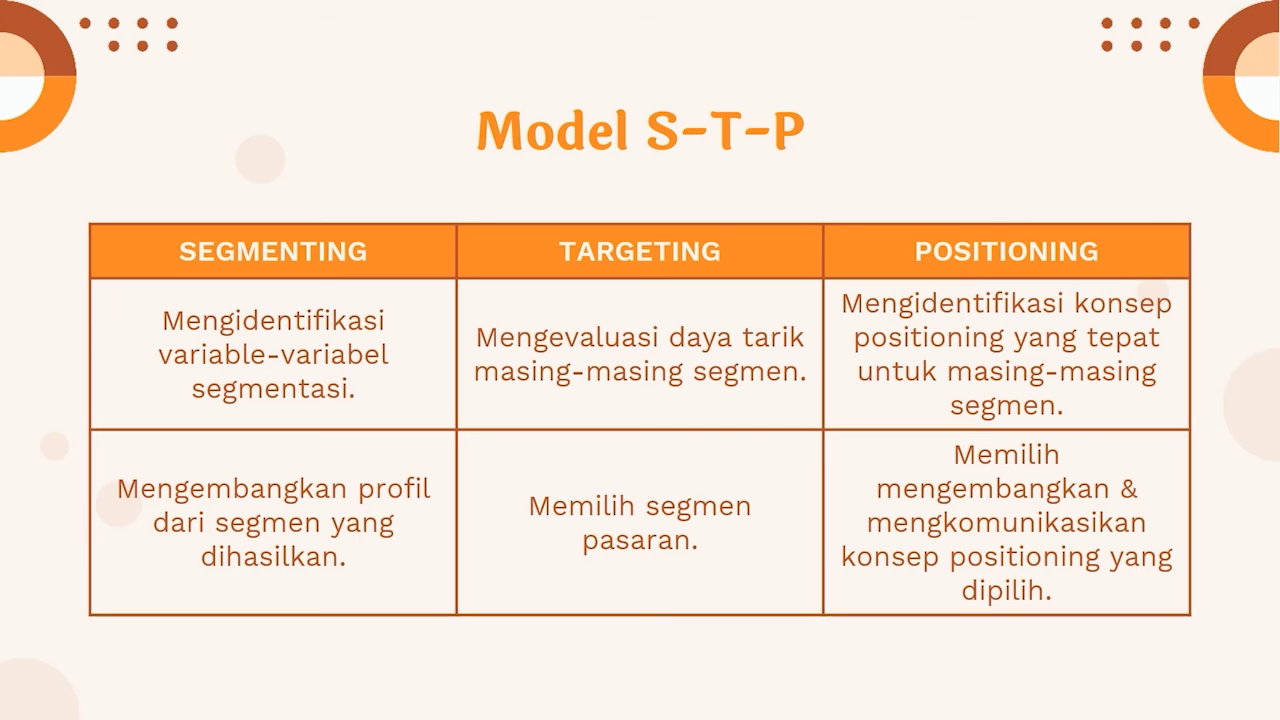 Model S-T-P
SEGMENTING
TARGETING
POSITIONING
Mengidentifikasi
variable-variabel
segmentasi.
Mengevaluasi daya tarik
masing-masing segmen.
Mengidentifikasi konsep
positioning yang tepat
untuk masing-masing
segmen.
Mengembangkan profil
dari segmen yang
dihasilkan.
Memilih segmen
pasaran.
Memilih
mengembangkan &
mengkomunikasikan
konsep positioning yang
dipilih.